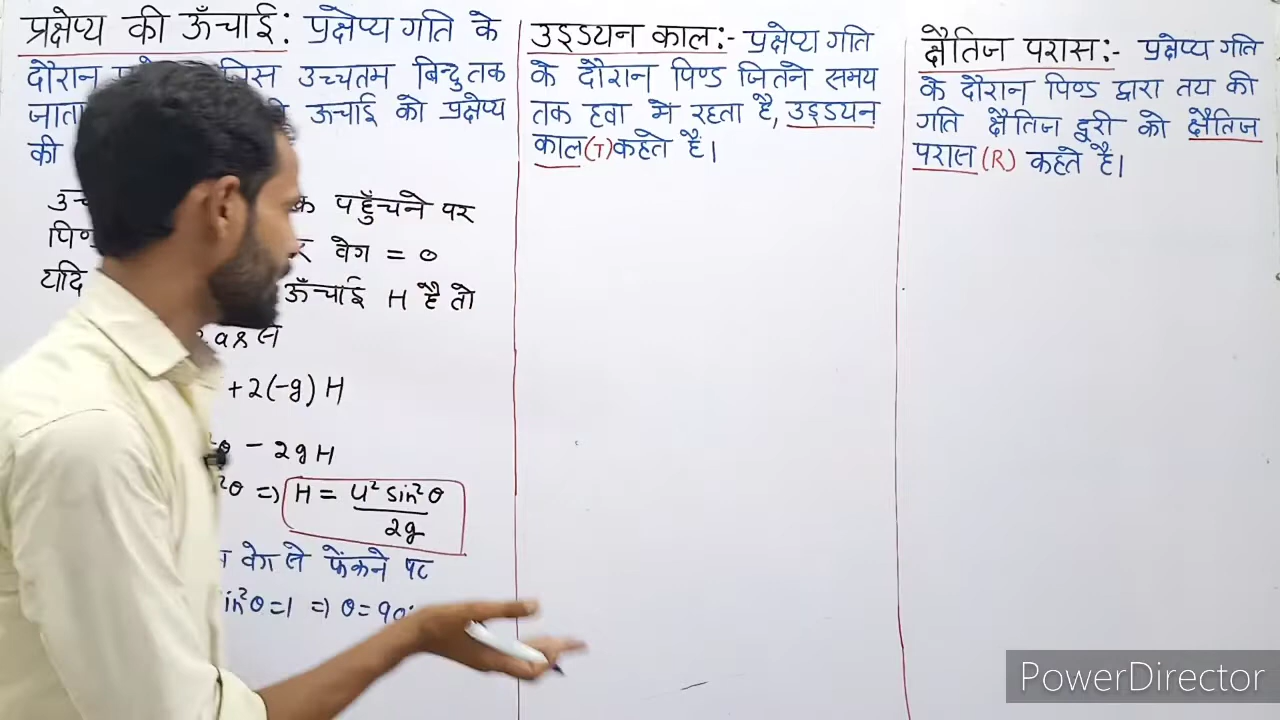 प्रक्षेप्य की ऊँचाई: प्रक्षेप्य गति के
दौरान उच्चतम बिन्दु तक
जाता ऊचाई को प्रक्षेप्य
की
पहुँचने पर
वेग = 0
यदि ऊँचाई H है तो
+ 2(-g) H
- 2gH
=> H = u² sin²θ
2g
वेग से फेंकने पर
in²θ=1 => θ=90°
उड्डयन काल:- प्रक्षेप्य गति
के दौरान पिण्ड जितने समय
तक हवा में रहता है, उड्डयन
काल(T)कहते हैं।
क्षैतिज परास:- प्रक्षेप्य गति
के दौरान पिण्ड द्वारा तय की
गति क्षैतिज दूरी को क्षैतिज
परास (R) कहते हैं।
PowerDirector